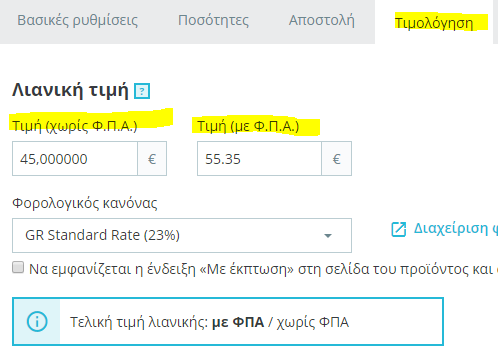 Βασικές ρυθμίσεις Ποσότητες Αποστολή Τιμολόγηση
Λιανική τιμή ?
Τιμή (χωρίς Φ.Π.Α.) Τιμή (με Φ.Π.Α.)
45,000000 € 55.35 €
Φορολογικός κανόνας
GR Standard Rate (23%) Διαχείριση
Να εμφανίζεται η ένδειξη «Με έκπτωση» στη σελίδα του προϊόντος και
Τελική τιμή λιανικής: με ΦΠΑ / χωρίς ΦΠΑ